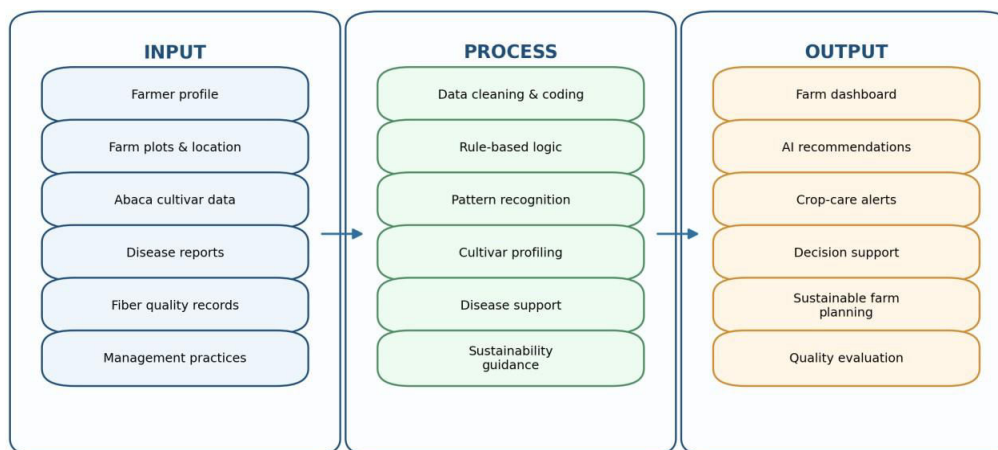 INPUT
Farmer profile
Farm plots & location
Abaca cultivar data
Disease reports
Fiber quality records
Management practices
PROCESS
Data cleaning & coding
Rule-based logic
Pattern recognition
Cultivar profiling
Disease support
Sustainability
guidance
OUTPUT
Farm dashboard
AI recommendations
Crop-care alerts
Decision support
Sustainable farm
planning
Quality evaluation